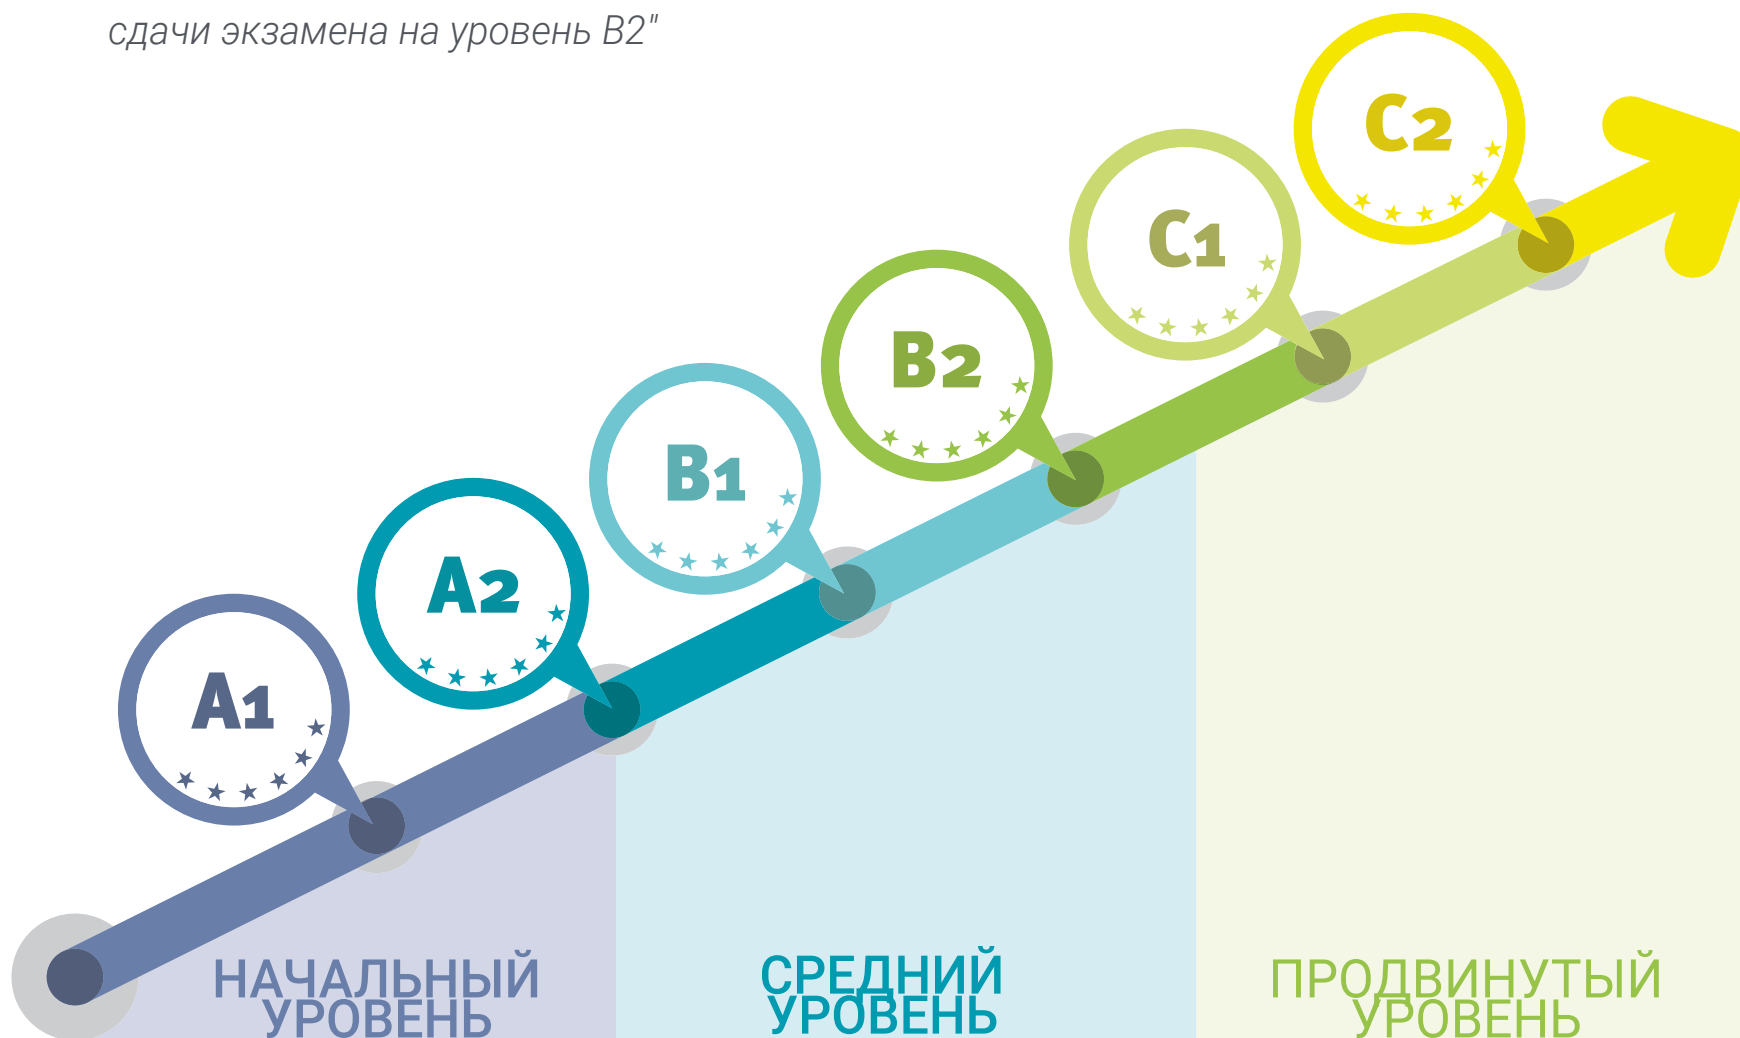 сдачи экзамена на уровень B2"
C2
C1
B2
B1
A2
A1
НАЧАЛЬНЫЙ
УРОВЕНЬ
СРЕДНИЙ
УРОВЕНЬ
ПРОДВИНУТЫЙ
УРОВЕНЬ